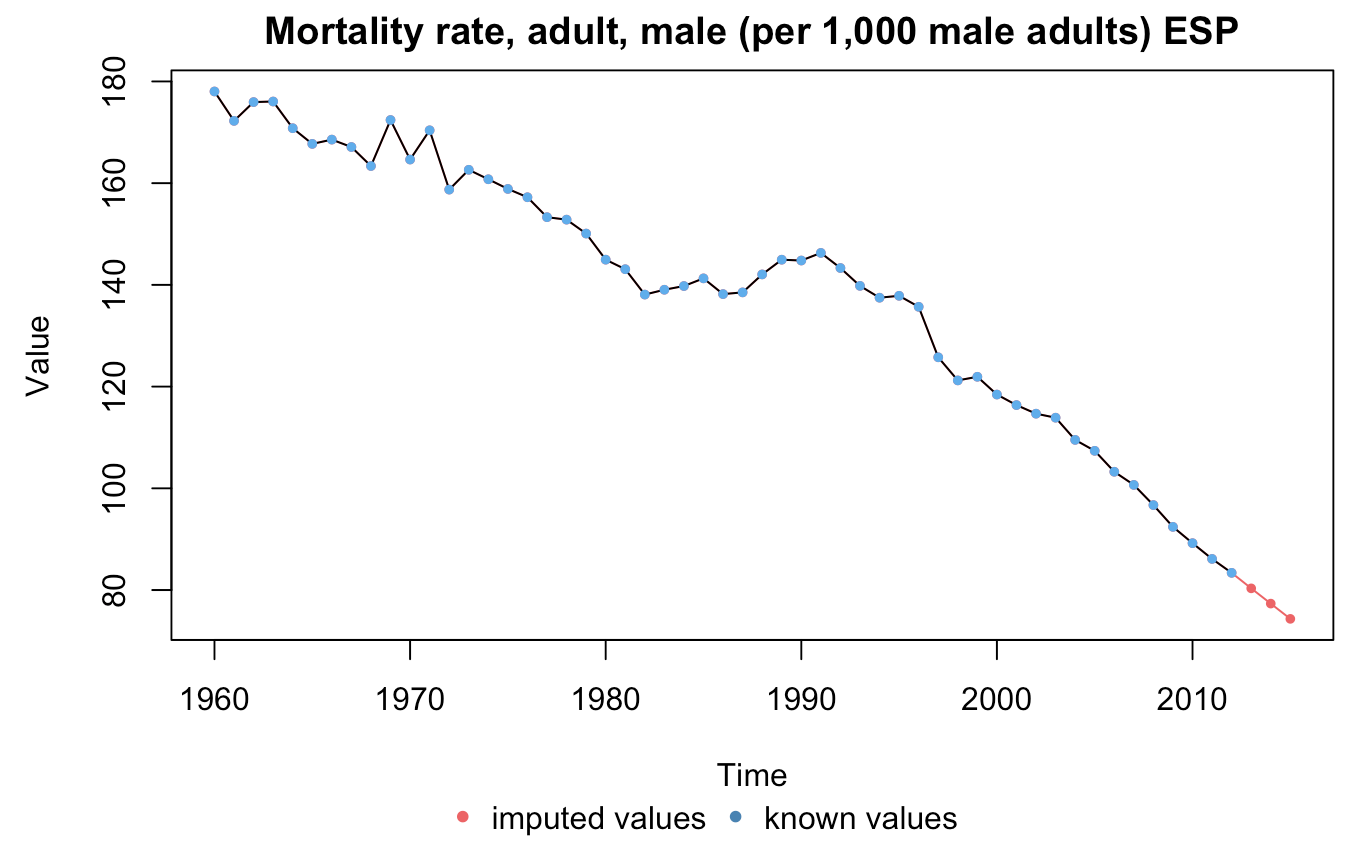 Mortality rate, adult, male (per 1,000 male adults) ESP
180
160
140
120
100
80
Value
1960 1970 1980 1990 2000 2010
Time
imputed values known values